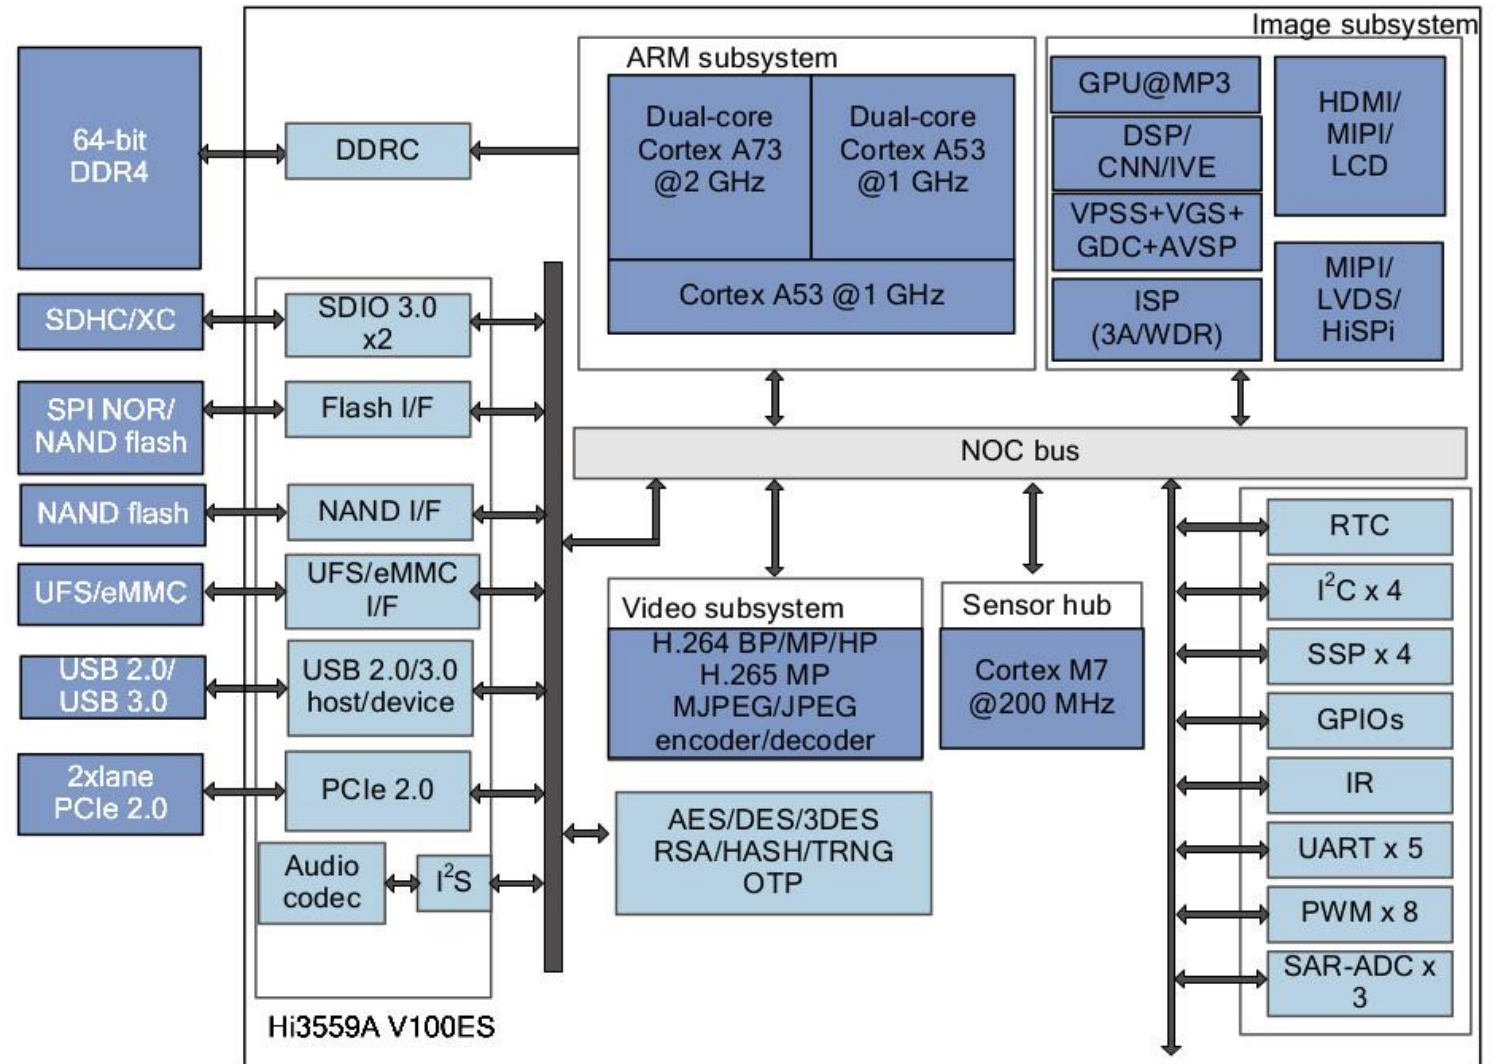 Image subsystem
ARM subsystem
64-bit
DDR4
DDRC
Dual-core
Cortex A73
@2 GHz
Dual-core
Cortex A53
@1 GHz
Cortex A53 @1 GHz
GPU@MP3
DSP/
CNN/IVE
VPSS+VGS+
GDC+AVSP
ISP
(3A/WDR)
HDMI/
MIPI/
LCD
MIPI/
LVDS/
HiSPi
SDHC/XC
SDIO 3.0
x2
SPI NOR/
NAND flash
Flash I/F
NAND flash
NAND I/F
UFS/eMMC
UFS/eMMC
I/F
USB 2.0/
USB 3.0
USB 2.0/3.0
host/device
2xlane
PCIe 2.0
PCIe 2.0
Audio
codec
I²S
NOC bus
Video subsystem
H.264 BP/MP/HP
H.265 MP
MJPEG/JPEG
encoder/decoder
Sensor hub
Cortex M7
@200 MHz
AES/DES/3DES
RSA/HASH/TRNG
OTP
RTC
I²C x 4
SSP x 4
GPIOs
IR
UART x 5
PWM x 8
SAR-ADC x
3
Hi3559A V100ES